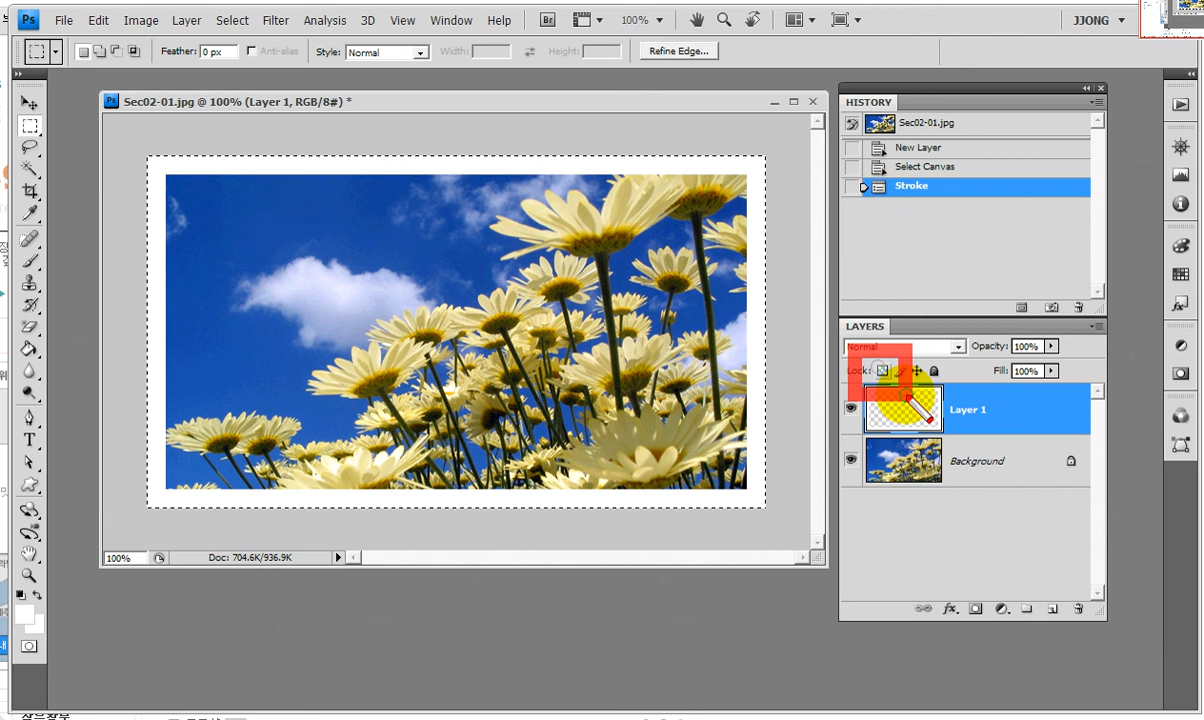 Ps File Edit Image Layer Select Filter Analysis 3D View Window Help Br 100% JJONG
Feather: 0 px Anti-alias Style: Normal Width: Height: Refine Edge...
Ps Sec02-01.jpg @ 100% (Layer 1, RGB/8#) *
HISTORY
Sec02-01.jpg
New Layer
Select Canvas
Stroke
LAYERS
Normal Opacity: 100%
Lock: Fill: 100%
Layer 1
Background
100% Doc: 704.6K/936.9K
fx
T